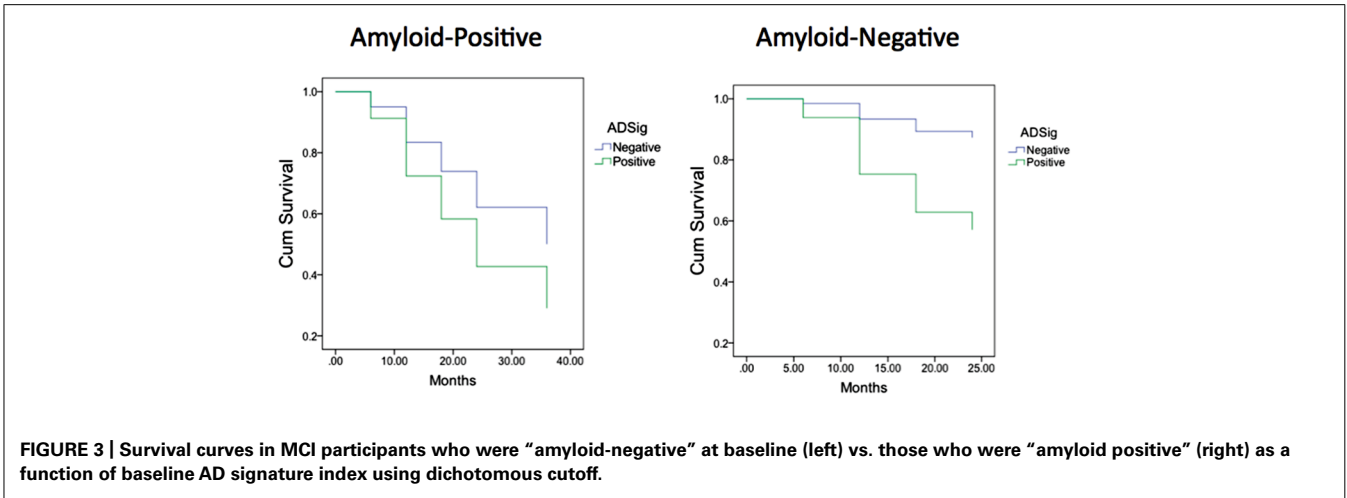 Amyloid-Positive
1.0
0.8
0.6
0.4
0.2
Cum Survival
.00 10.00 20.00 30.00 40.00
Months
ADSig
Negative
Positive
Amyloid-Negative
1.0
0.8
0.6
0.4
0.2
Cum Survival
.00 5.00 10.00 15.00 20.00 25.00
Months
ADSig
Negative
Positive
FIGURE 3 | Survival curves in MCI participants who were “amyloid-negative” at baseline (left) vs. those who were “amyloid positive” (right) as a
function of baseline AD signature index using dichotomous cutoff.